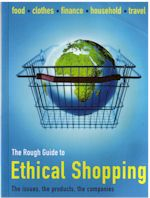 food • clothes • finance • household • travel
The Rough Guide to
Ethical Shopping
The issues, the products, the companies